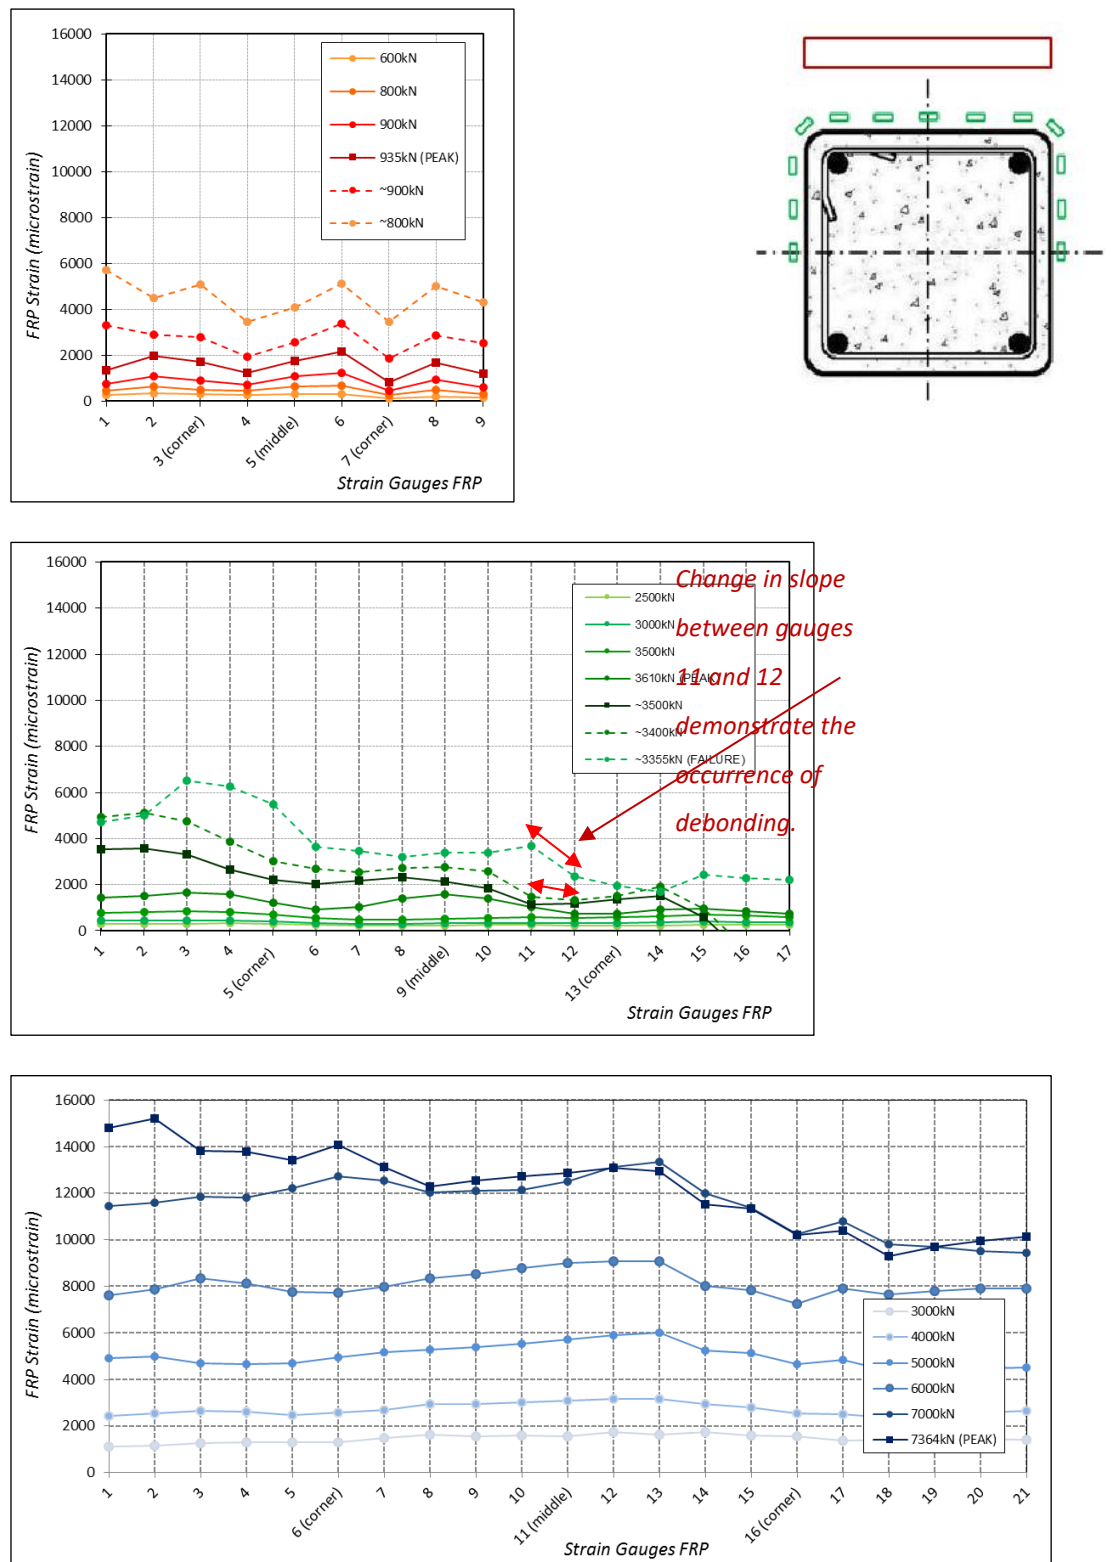 16000
14000
12000
10000
8000
6000
4000
2000
0
FRP Strain (microstrain)
600kN
800kN
900kN
935kN (PEAK)
~900kN
~800kN
1
2
3 (corner)
4
5 (middle)
6
7 (corner)
8
9
Strain Gauges FRP
16000
14000
12000
10000
8000
6000
4000
2000
0
FRP Strain (microstrain)
2500kN
3000kN
3500kN
3610kN (PEAK)
~3500kN
~3400kN
~3355kN (FAILURE)
Change in slope
between gauges
11 and 12
demonstrate the
occurrence of
debonding.
1
2
3
4
5 (corner)
6
7
8
9 (middle)
10
11
12
13 (corner)
14
15
16
17
Strain Gauges FRP
16000
14000
12000
10000
8000
6000
4000
2000
0
FRP Strain (microstrain)
3000kN
4000kN
5000kN
6000kN
7000kN
7364kN (PEAK)
1
2
3
4
5
6 (corner)
7
8
9
10
11 (middle)
12
13
14
15
16 (corner)
17
18
19
20
21
Strain Gauges FRP